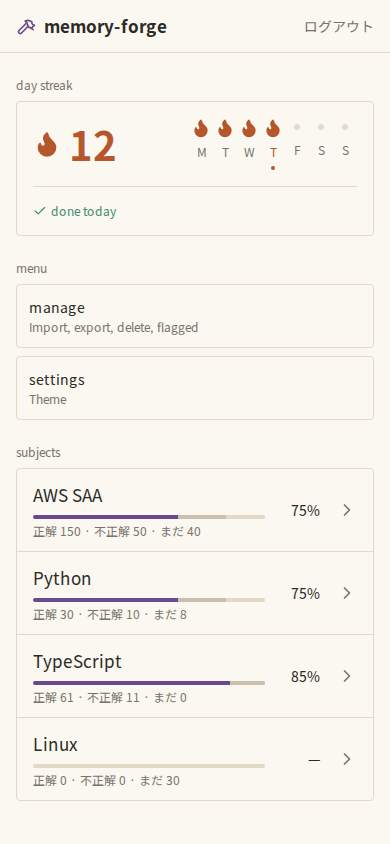 memory-forge ログアウト
day streak
12
M T W T F S S
done today
menu
manage
Import, export, delete, flagged
settings
Theme
subjects
AWS SAA
75%
正解 150 · 不正解 50 · まだ 40
Python
75%
正解 30 · 不正解 10 · まだ 8
TypeScript
85%
正解 61 · 不正解 11 · まだ 0
Linux
—
正解 0 · 不正解 0 · まだ 30